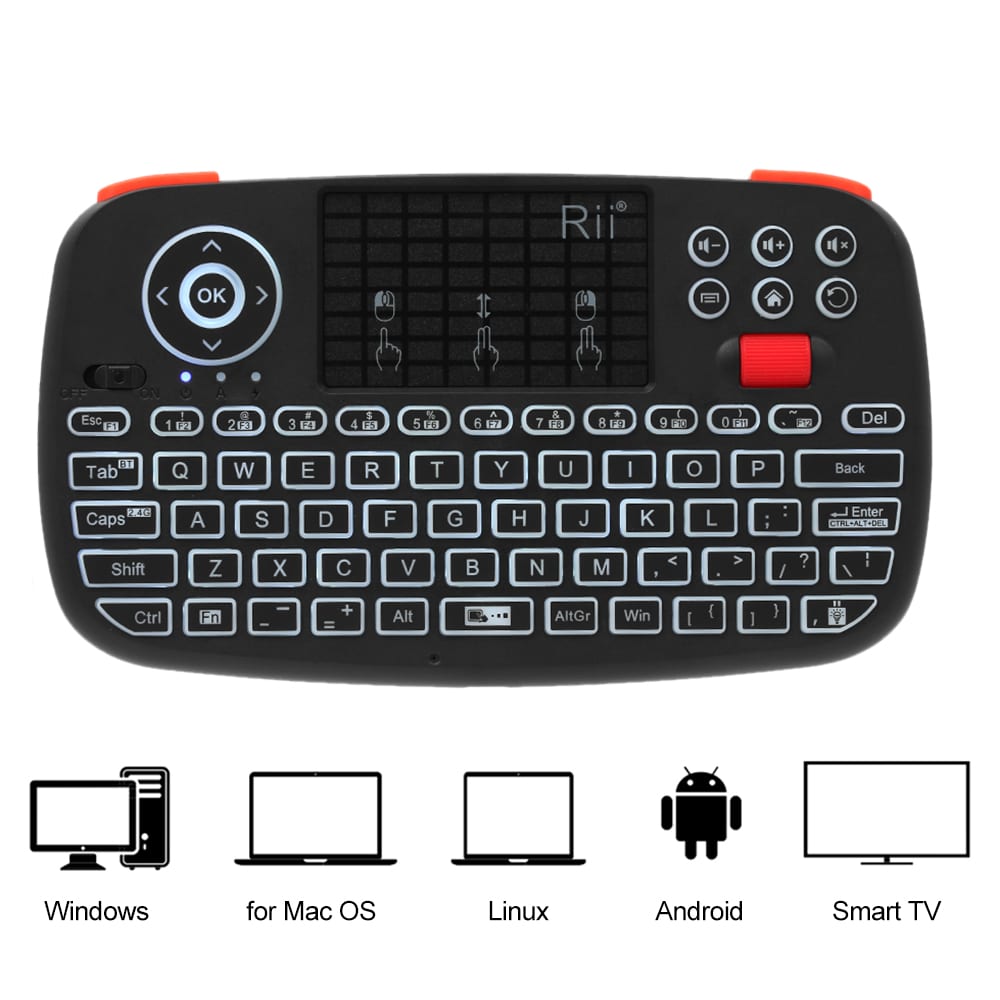 Rii®
OK
OFF ON A
Esc F1 ! 1 F2 @ 2 F3 # 3 F4 $ 4 F5 % 5 F6 ^ 6 F7 & 7 F8 * 8 F9 ( 9 F10 ) 0 F11 ~ ` F12 Del
Tab BT Q W E R T Y U I O P Back
Caps 2.4G A S D F G H J K L ; : Enter
CTRL+ALT+DEL
Shift Z X C V B N M , < . > / ? \ ¦
Ctrl Fn _ – = + Alt AltGr Win [ { ] } , "
Windows for Mac OS Linux Android Smart TV